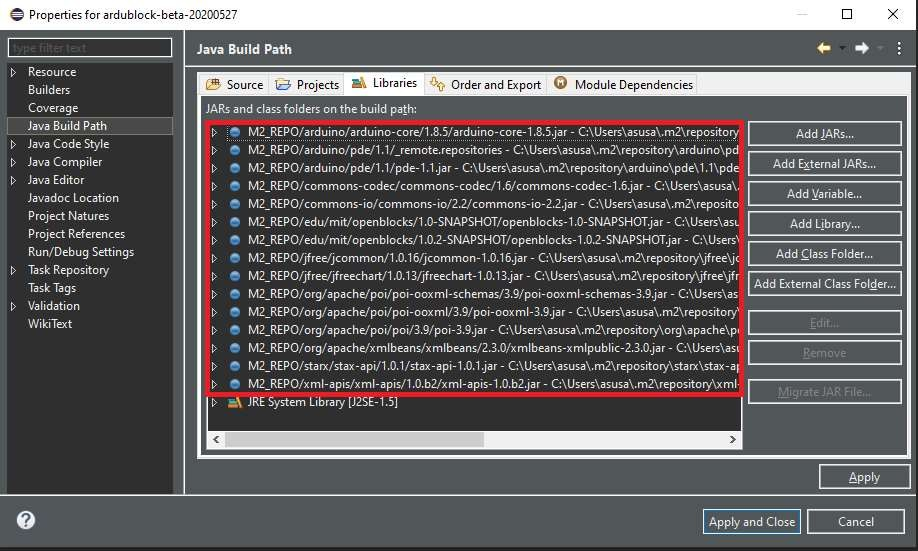 Properties for ardublock-beta-20200527
type filter text
Resource
Builders
Coverage
Java Build Path
Java Code Style
Java Compiler
Java Editor
Javadoc Location
Project Natures
Project References
Run/Debug Settings
Task Repository
Task Tags
Validation
WikiText
Java Build Path
Source Projects Libraries Order and Export Module Dependencies
JARs and class folders on the build path:
M2_REPO/arduino/arduino-core/1.8.5/arduino-core-1.8.5.jar - C:\Users\asusa\.m2\repository
M2_REPO/arduino/pde/1.1/_remote.repositories - C:\Users\asusa\.m2\repository\arduino\pd
M2_REPO/arduino/pde/1.1/pde-1.1.jar - C:\Users\asusa\.m2\repository\arduino\pde\1.1\pde
M2_REPO/commons-codec/commons-codec/1.6/commons-codec-1.6.jar - C:\Users\asusa\.
M2_REPO/commons-io/commons-io/2.2/commons-io-2.2.jar - C:\Users\asusa\.m2\repository
M2_REPO/edu/mit/openblocks/1.0-SNAPSHOT/openblocks-1.0-SNAPSHOT.jar - C:\Users\a
M2_REPO/edu/mit/openblocks/1.0.2-SNAPSHOT/openblocks-1.0.2-SNAPSHOT.jar - C:\Use
M2_REPO/jfree/jcommon/1.0.16/jcommon-1.0.16.jar - C:\Users\asusa\.m2\repository\jfree\jc
M2_REPO/jfree/jfreechart/1.0.13/jfreechart-1.0.13.jar - C:\Users\asusa\.m2\repository\jfree\jfr
M2_REPO/org/apache/poi/poi-ooxml-schemas/3.9/poi-ooxml-schemas-3.9.jar - C:\Users\as
M2_REPO/org/apache/poi/poi-ooxml/3.9/poi-ooxml-3.9.jar - C:\Users\asusa\.m2\reposito
M2_REPO/org/apache/poi/poi/3.9/poi-3.9.jar - C:\Users\asusa\.m2\repository\org\apache\p
M2_REPO/org/apache/xmlbeans/xmlbeans/2.3.0/xmlbeans-xmlpublic-2.3.0.jar - C:\Users\asu
M2_REPO/starx/stax-api/1.0.1/stax-api-1.0.1.jar - C:\Users\asusa\.m2\repository\starx\stax-ap
M2_REPO/xml-apis/xml-apis/1.0.b2/xml-apis-1.0.b2.jar - C:\Users\asusa\.m2\repository\xml-
JRE System Library [J2SE-1.5]
Add JARs...
Add External JARs...
Add Variable...
Add Library...
Add Class Folder...
Add External Class Folder...
Edit...
Remove
Migrate JAR File...
Apply
Apply and Close
Cancel